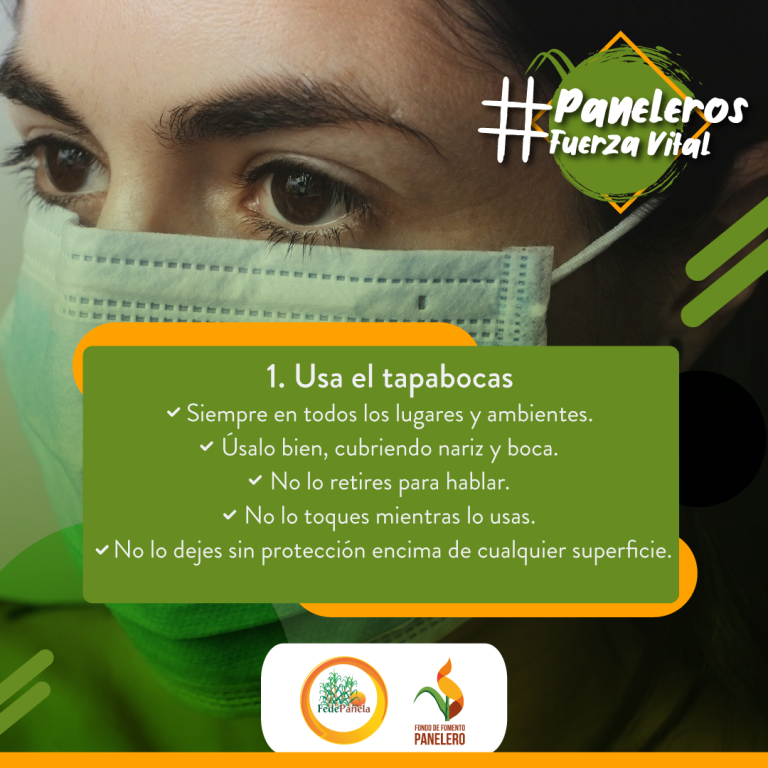 #Paneleros
Fuerza Vital
1. Usa el tapabocas
Siempre en todos los lugares y ambientes.
Úsalo bien, cubriendo nariz y boca.
No lo retires para hablar.
No lo toques mientras lo usas.
No lo dejes sin protección encima de cualquier superficie.
FedePanela
FONDO DE FOMENTO
PANELERO